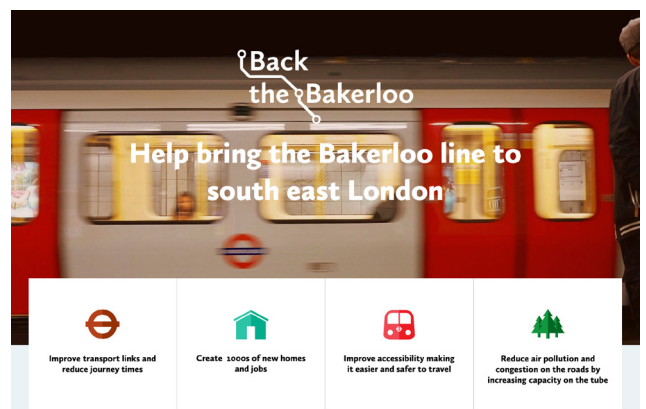 Back
the Bakerloo
Help bring the Bakerloo line to
south east London
Improve transport links and
reduce journey times
Create 1000s of new homes
and jobs
Improve accessibility making
it easier and safer to travel
Reduce air pollution and
congestion on the roads by
increasing capacity on the tube